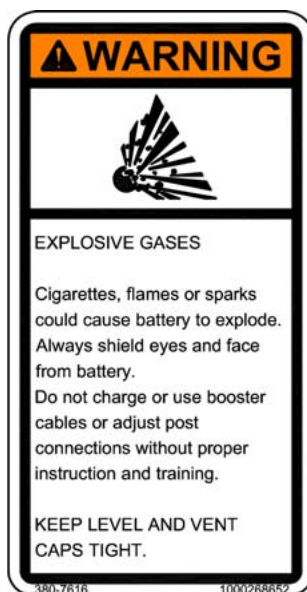 WARNING
EXPLOSIVE GASES
Cigarettes, flames or sparks
could cause battery to explode.
Always shield eyes and face
from battery.
Do not charge or use booster
cables or adjust post
connections without proper
instruction and training.
KEEP LEVEL AND VENT
CAPS TIGHT.
380-7616 1000268652